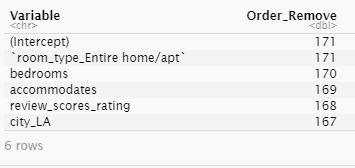 Variable Order_Remove
<chr> <dbl>
(Intercept) 171
`room_type_Entire home/apt` 171
bedrooms 170
accommodates 169
review_scores_rating 168
city_LA 167
6 rows